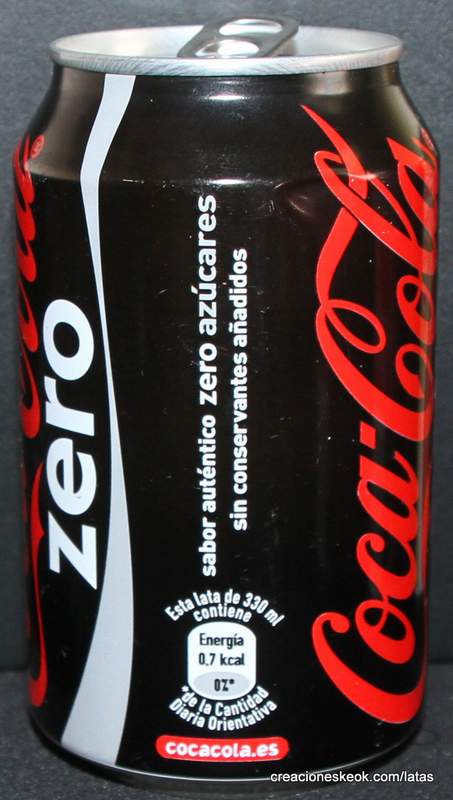 Coca-Cola
zero
sabor auténtico zero azúcares
sin conservantes añadidos
Esta lata de 330 ml
contiene
Energía
0,7 kcal
0%*
*de la Cantidad
Diaria Orientativa
cocacola.es
Coca-Cola
creacioneskeok.com/latas